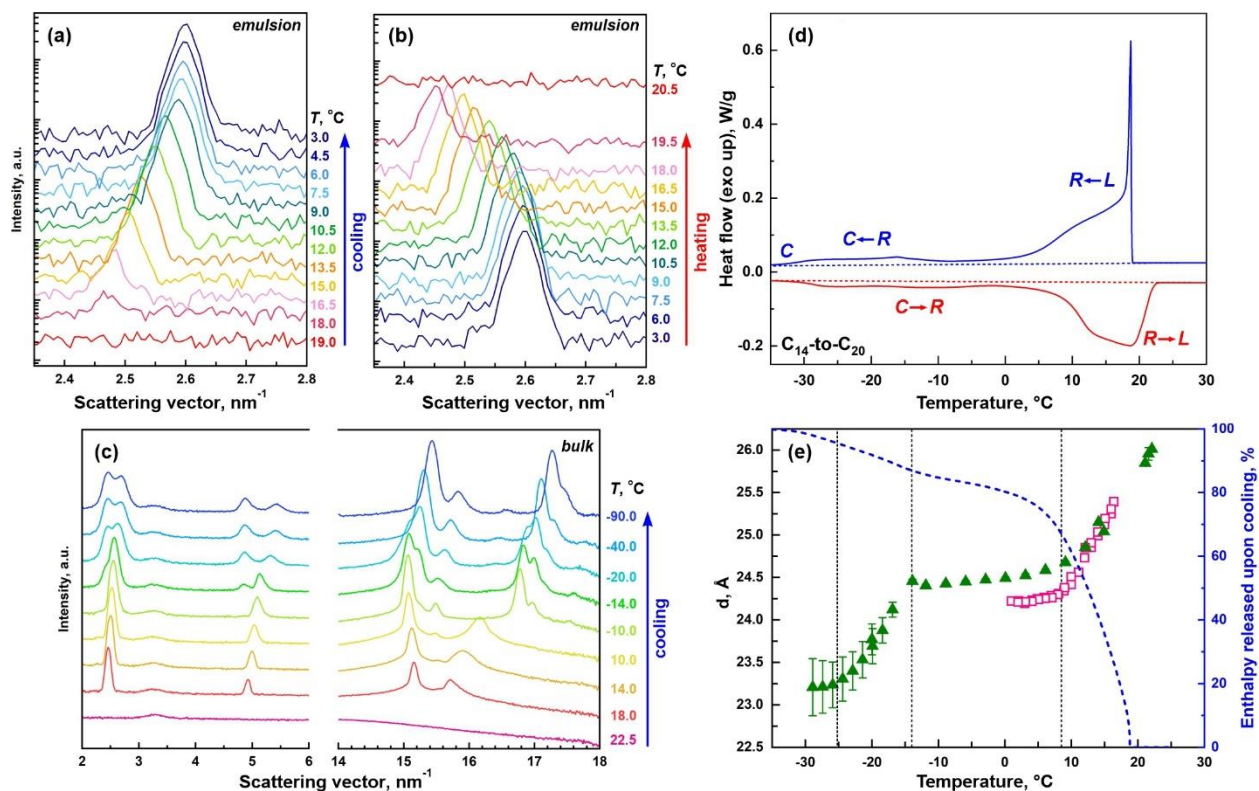 (a)
emulsion
Intensity, a.u.
T, °C
3.0
4.5
6.0
7.5
9.0
10.5
12.0
13.5
15.0
16.5
18.0
19.0
cooling
2.4 2.5 2.6 2.7 2.8
Scattering vector, nm⁻¹
(b)
emulsion
T, °C
20.5
19.5
18.0
16.5
15.0
13.5
12.0
10.5
9.0
7.5
6.0
3.0
heating
2.4 2.5 2.6 2.7 2.8
Scattering vector, nm⁻¹
(d)
Heat flow (exo up), W/g
0.6
0.4
0.2
0.0
-0.2
R←L
C
C←R
C→R
R→L
C₁₄-to-C₂₀
-30 -20 -10 0 10 20 30
Temperature, °C
(c)
bulk
Intensity, a.u.
T, °C
-90.0
-40.0
-20.0
-14.0
-10.0
10.0
14.0
18.0
22.5
cooling
2 3 4 5 6 14 15 16 17 18
Scattering vector, nm⁻¹
Scattering vector, nm⁻¹
(e)
d, Å
26.0
25.5
25.0
24.5
24.0
23.5
23.0
22.5
100
80
60
40
20
0
Enthalpy released upon cooling, %
-30 -20 -10 0 10 20 30
Temperature, °C